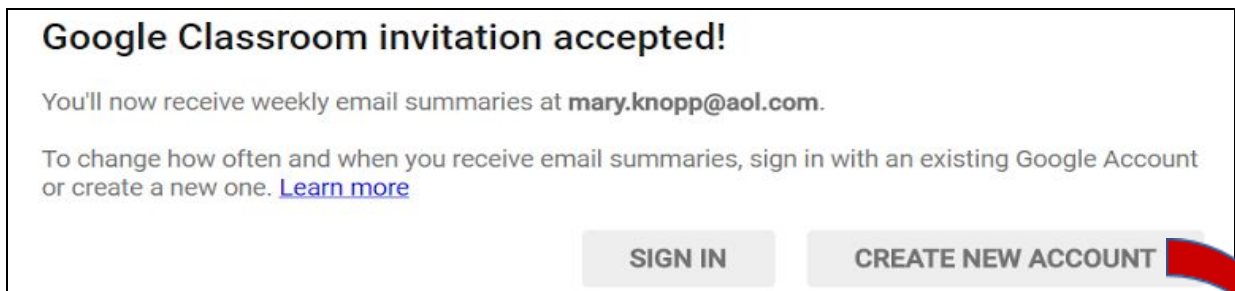 Google Classroom invitation accepted!
You'll now receive weekly email summaries at mary.knopp@aol.com.
To change how often and when you receive email summaries, sign in with an existing Google Account
or create a new one. Learn more
SIGN IN CREATE NEW ACCOUNT